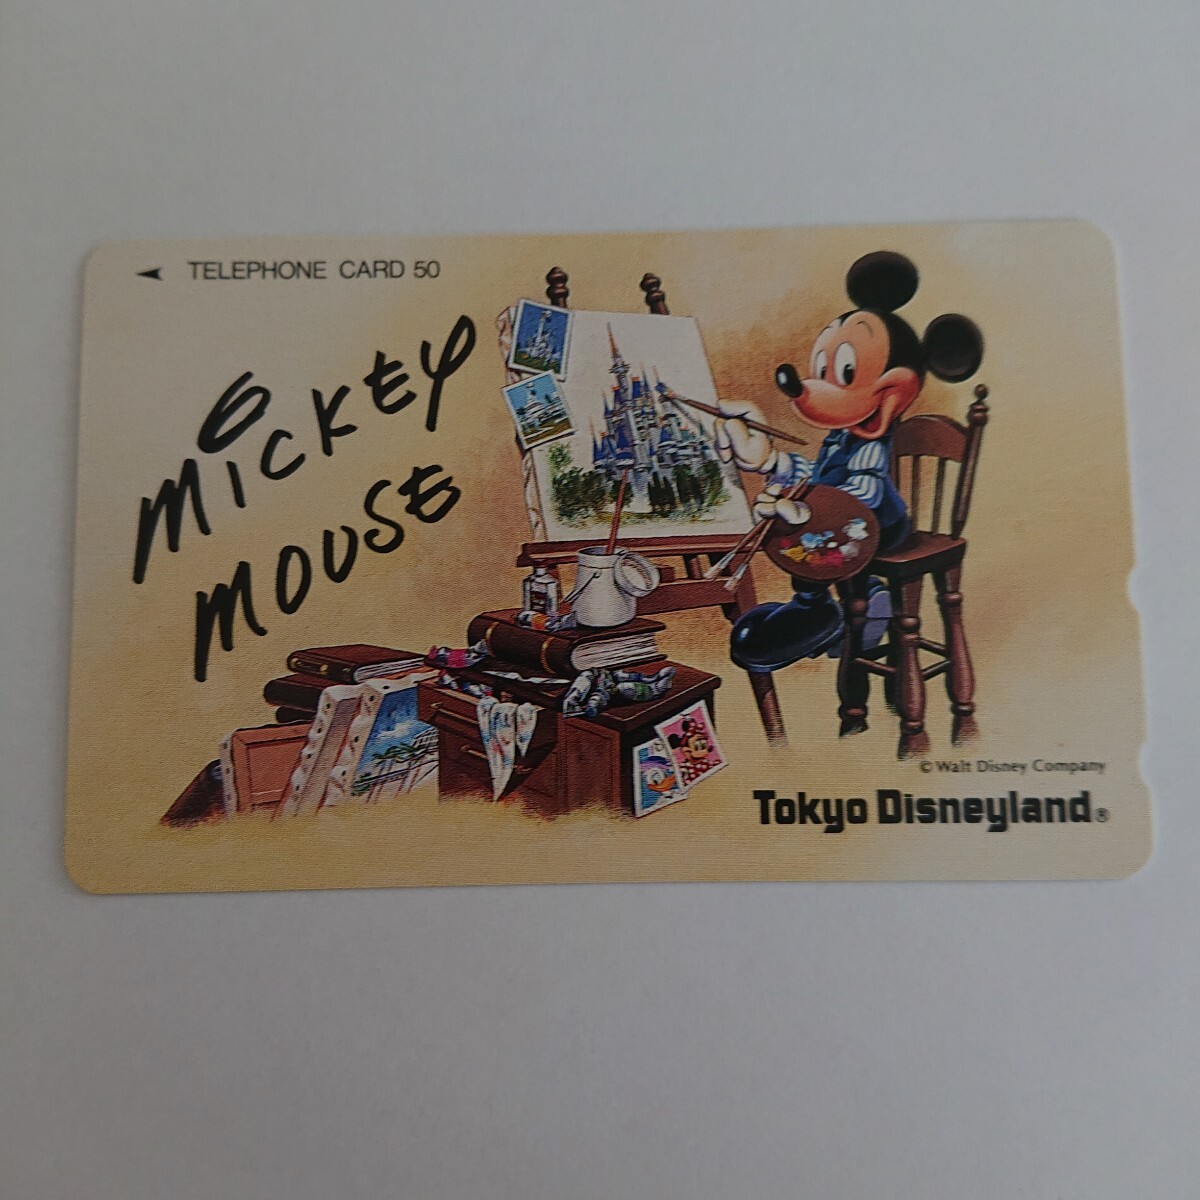 TELEPHONE CARD 50
MiCKEY
MOUSE
© Walt Disney Company
Tokyo Disneyland®